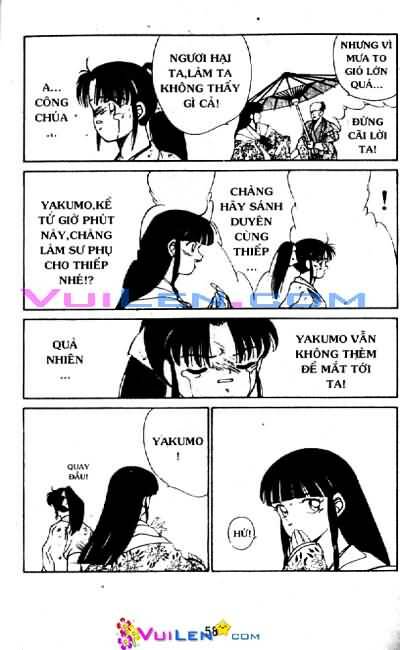 NHƯNG VÌ
MƯA TO
GIÓ LỚN
QUÁ...
ĐỪNG
CÃI LỜI
TA!
NGƯƠI HẠI
TA,LÀM TA
KHÔNG THẤY
GÌ CẢ!
A...
CÔNG
CHÚA
...
!
CHÀNG
HÃY SÁNH
DUYÊN
CÙNG
THIẾP
...
YAKUMO,KỂ
TỪ GIỜ PHÚT
NÀY,CHÀNG
LÀM SƯ PHỤ
CHO THIẾP
NHÉ!?
VUILEN.COM
YAKUMO VẪN
KHÔNG THÈM
ĐỂ MẮT TỚI
TA!
QUẢ
NHIÊN
...
HỨ!
YAKUMO
!
QUAY
ĐẦU!
58
VUILEN.COM